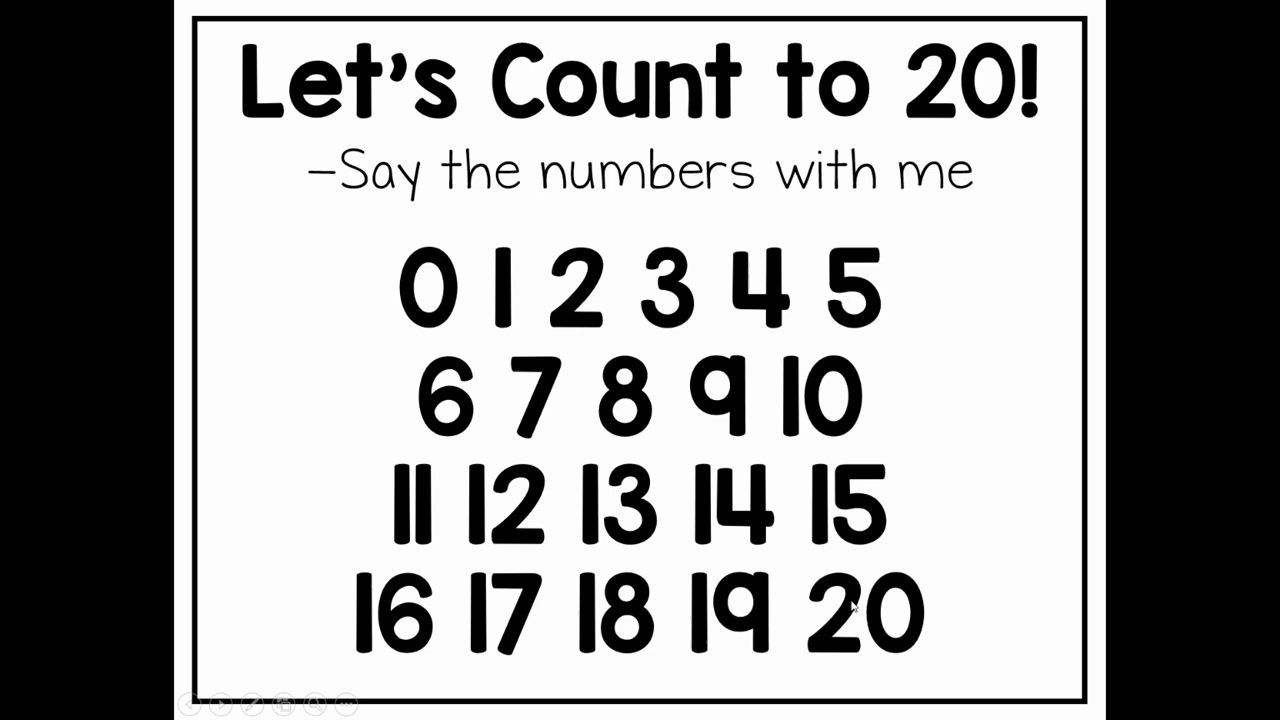 Let's Count to 20!
-Say the numbers with me
0 1 2 3 4 5
6 7 8 9 10
11 12 13 14 15
16 17 18 19 20